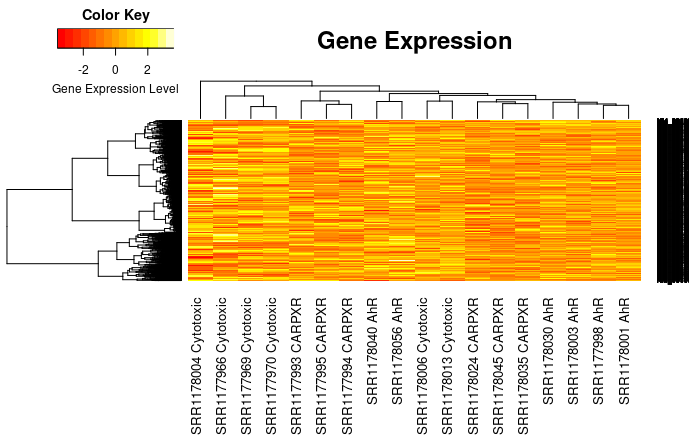 Color Key
-2 0 2
Gene Expression Level
Gene Expression
SRR1178004 Cytotoxic
SRR1177966 Cytotoxic
SRR1177969 Cytotoxic
SRR1177970 Cytotoxic
SRR1177993 CARPXR
SRR1177995 CARPXR
SRR1177994 CARPXR
SRR1178040 AhR
SRR1178056 AhR
SRR1178006 Cytotoxic
SRR1178013 Cytotoxic
SRR1178024 CARPXR
SRR1178045 CARPXR
SRR1178035 CARPXR
SRR1178030 AhR
SRR1178003 AhR
SRR1177998 AhR
SRR1178001 AhR